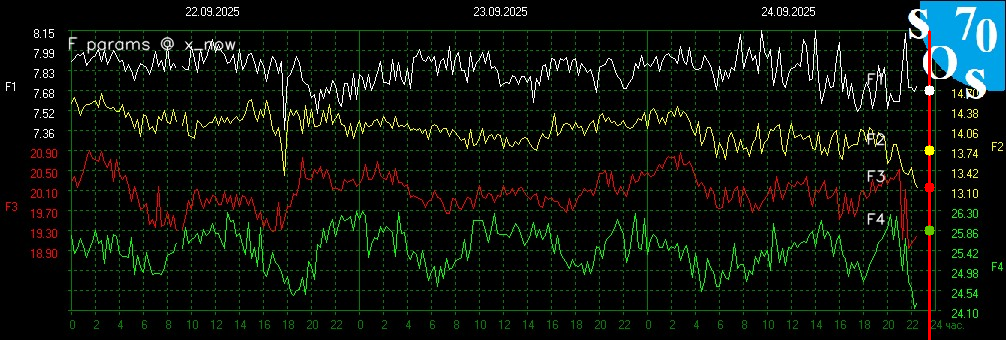 22.09.2025 23.09.2025 24.09.2025
SOS 70
F params @ x_now
8.15
7.99
7.83
F1 7.68
7.52
7.36
20.90
20.50
20.10
F3 19.70
19.30
18.90
F1
F2
F3
F4
14.70
14.38
14.06
13.74 F2
13.42
13.10
26.30
25.86
25.42
24.98 F4
24.54
24.10
0 2 4 6 8 10 12 14 16 18 20 22 0 2 4 6 8 10 12 14 16 18 20 22 0 2 4 6 8 10 12 14 16 18 20 22 24 час.